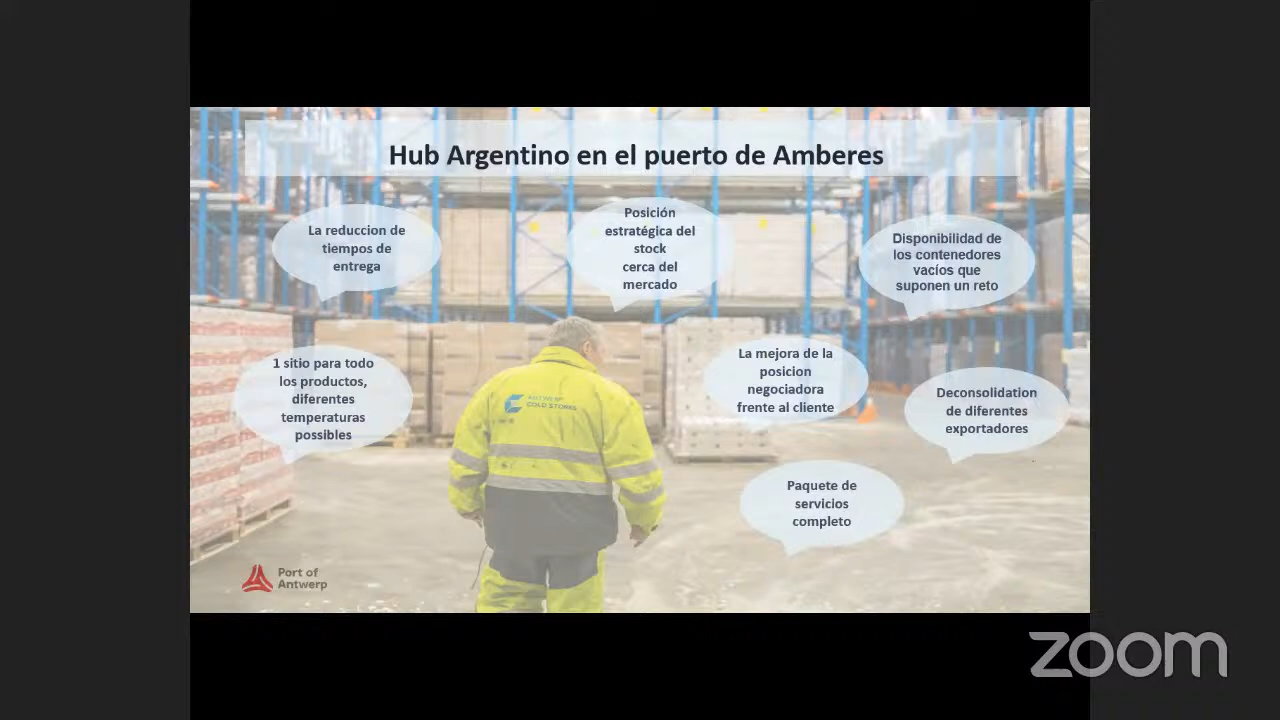 Hub Argentino en el puerto de Amberes
La reduccion de
tiempos de
entrega
Posición
estratégica del
stock
cerca del
mercado
Disponibilidad de
los contenedores
vacíos que
suponen un reto
1 sitio para todo
los productos,
diferentes
temperaturas
possibles
La mejora de la
posicion
negociadora
frente al cliente
Deconsolidation
de diferentes
exportadores
Paquete de
servicios
completo
ANTWERP
COLD STORES
Port of
Antwerp
zoom